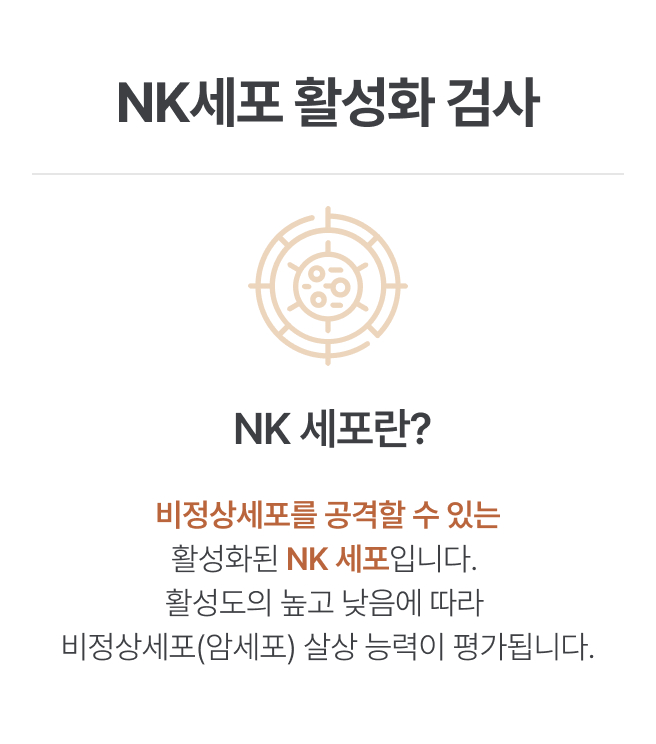 NK세포 활성화 검사
NK 세포란?
비정상세포를 공격할 수 있는
활성화된 NK 세포입니다.
활성도의 높고 낮음에 따라
비정상세포(암세포) 살상 능력이 평가됩니다.